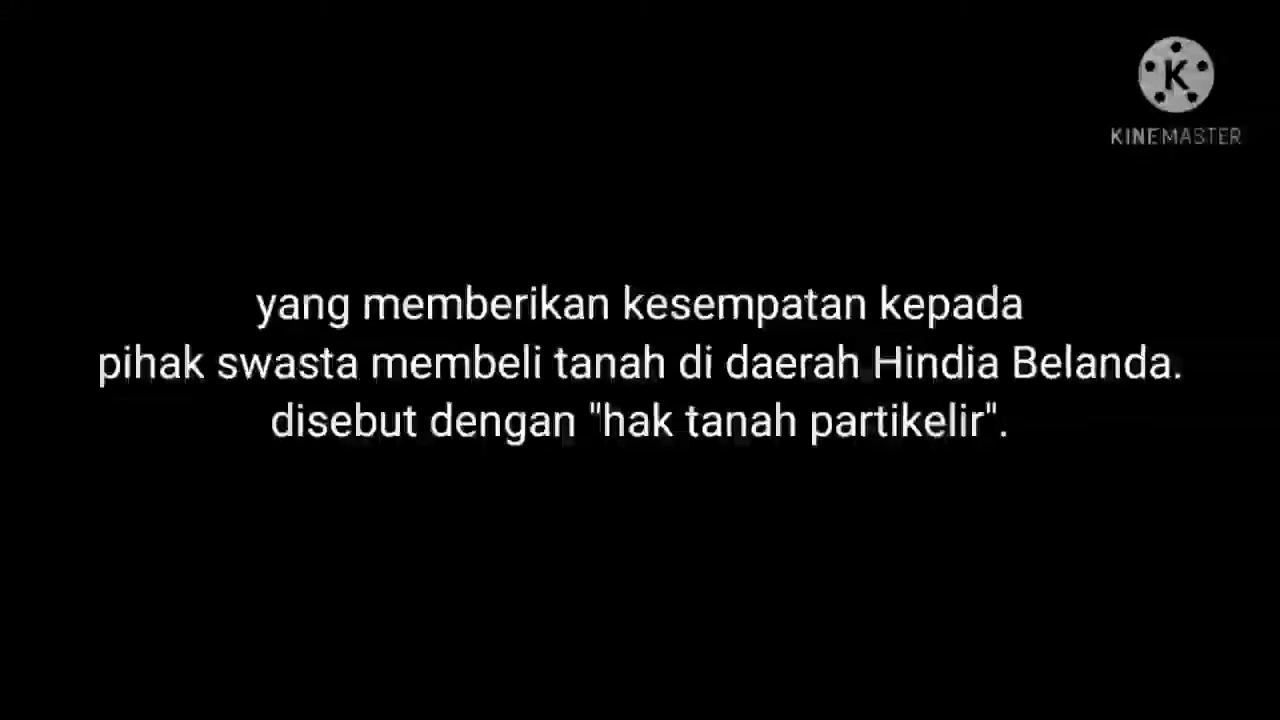 K
KINEMASTER
yang memberikan kesempatan kepada
pihak swasta membeli tanah di daerah Hindia Belanda.
disebut dengan "hak tanah partikelir".